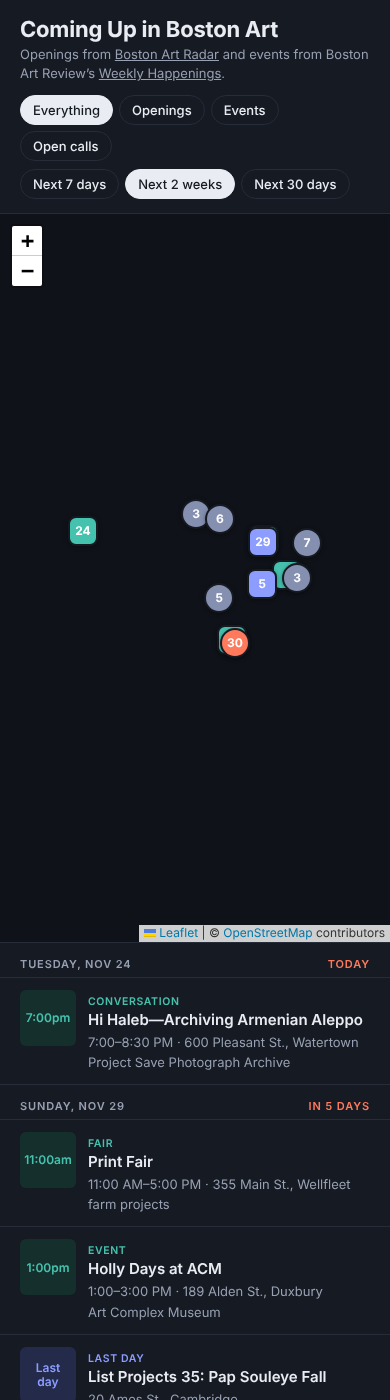 Coming Up in Boston Art
Openings from Boston Art Radar and events from Boston
Art Review's Weekly Happenings.
Everything
Openings
Events
Open calls
Next 7 days
Next 2 weeks
Next 30 days
+
−
24
3
6
29
7
5
3
5
30
Leaflet | © OpenStreetMap contributors
TUESDAY, NOV 24
TODAY
7:00pm
CONVERSATION
Hi Haleb—Archiving Armenian Aleppo
7:00–8:30 PM · 600 Pleasant St., Watertown
Project Save Photograph Archive
SUNDAY, NOV 29
IN 5 DAYS
11:00am
FAIR
Print Fair
11:00 AM–5:00 PM · 355 Main St., Wellfleet
farm projects
1:00pm
EVENT
Holly Days at ACM
1:00–3:00 PM · 189 Alden St., Duxbury
Art Complex Museum
Last
day
LAST DAY
List Projects 35: Pap Souleye Fall
20 Ames St., Cambridge